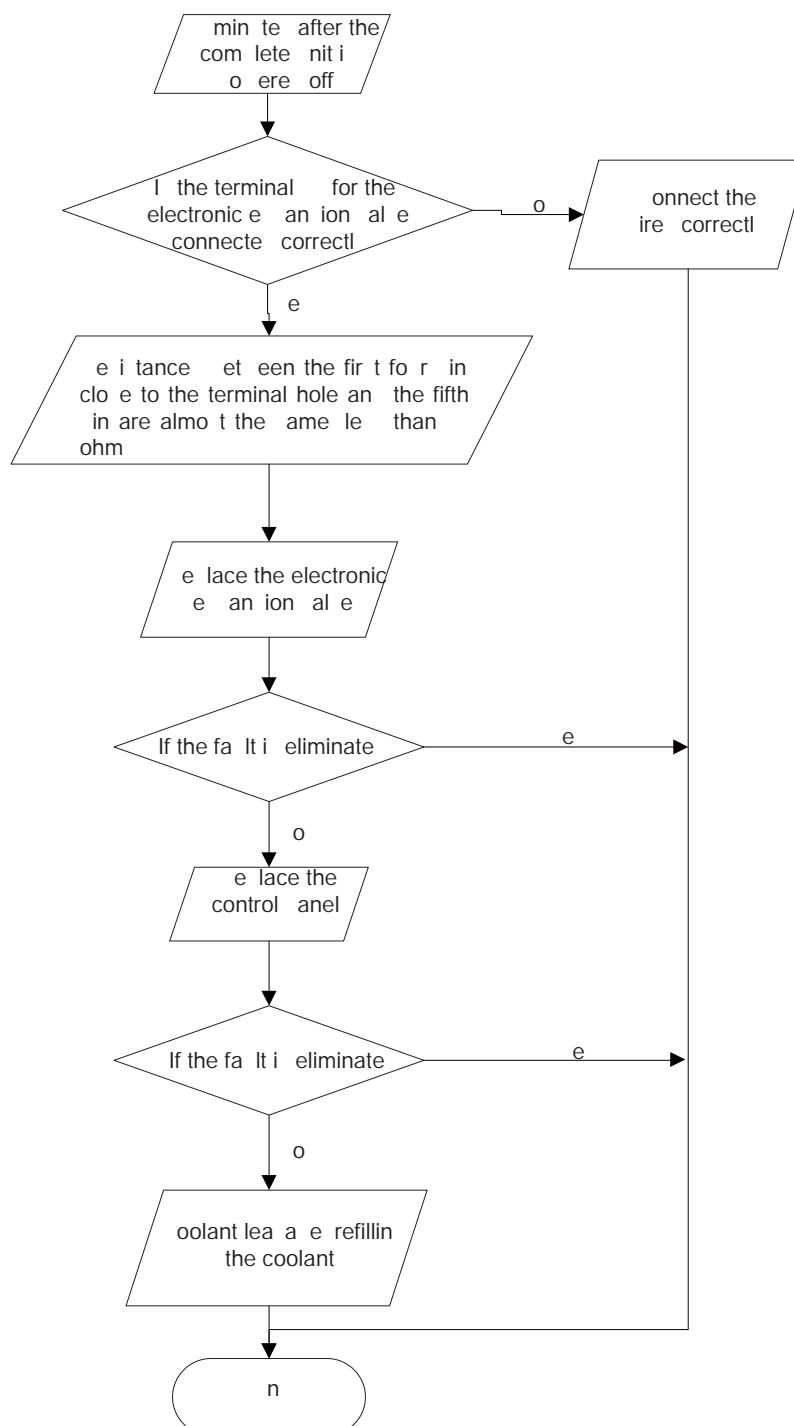 min te after the
com lete nit i
o ere off
I the terminal for the
electronic e an ion al e
connecte correctl
o
onnect the
ire correctl
e
e i tance et een the fir t fo r in
clo e to the terminal hole an the fifth
in are almo t the ame le than
ohm
e lace the electronic
e an ion al e
If the fa lt i eliminate
e
o
e lace the
control anel
If the fa lt i eliminate
e
o
oolant lea a e refillin
the coolant
n